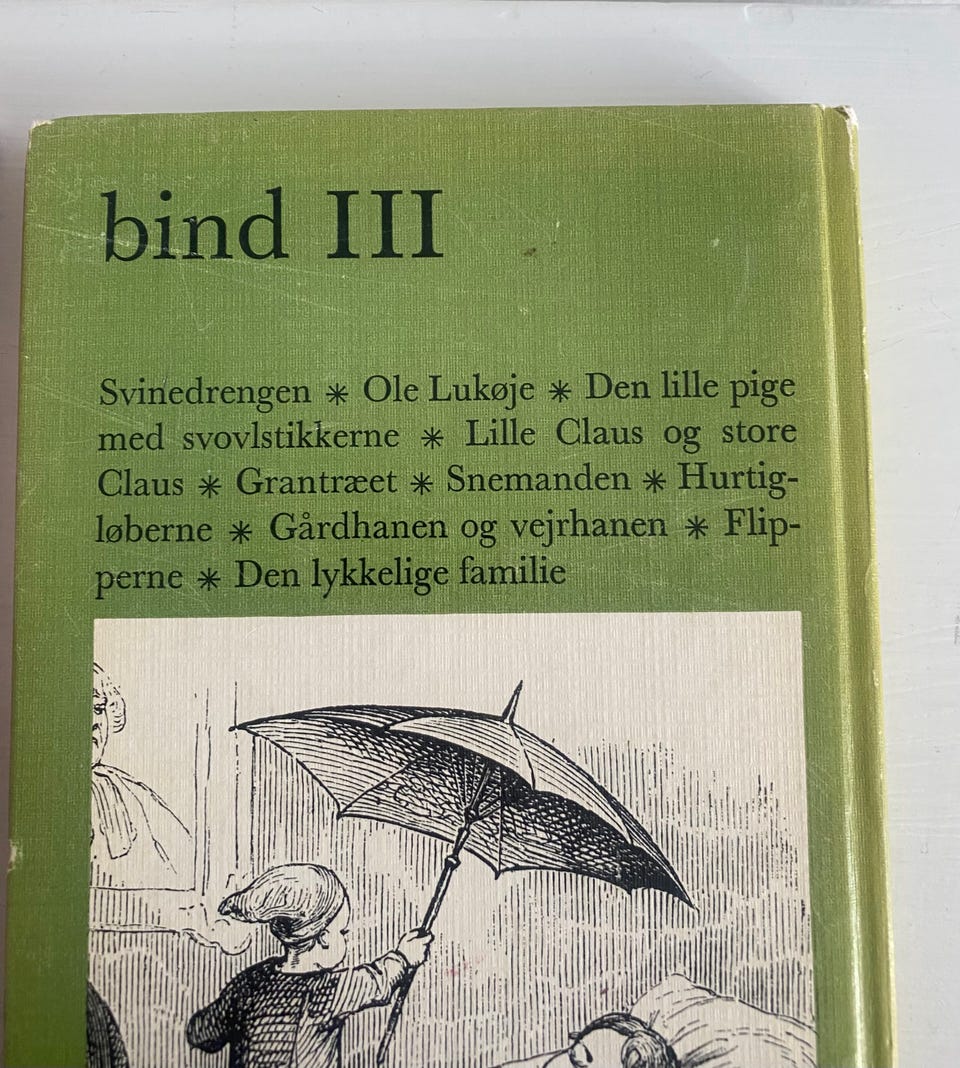 bind III
Svinedrengen * Ole Lukøje * Den lille pige
med svovlstikkerne * Lille Claus og store
Claus * Grantræet * Snemanden * Hurtig-
løberne * Gårdhanen og vejrhanen * Flip-
perne * Den lykkelige familie